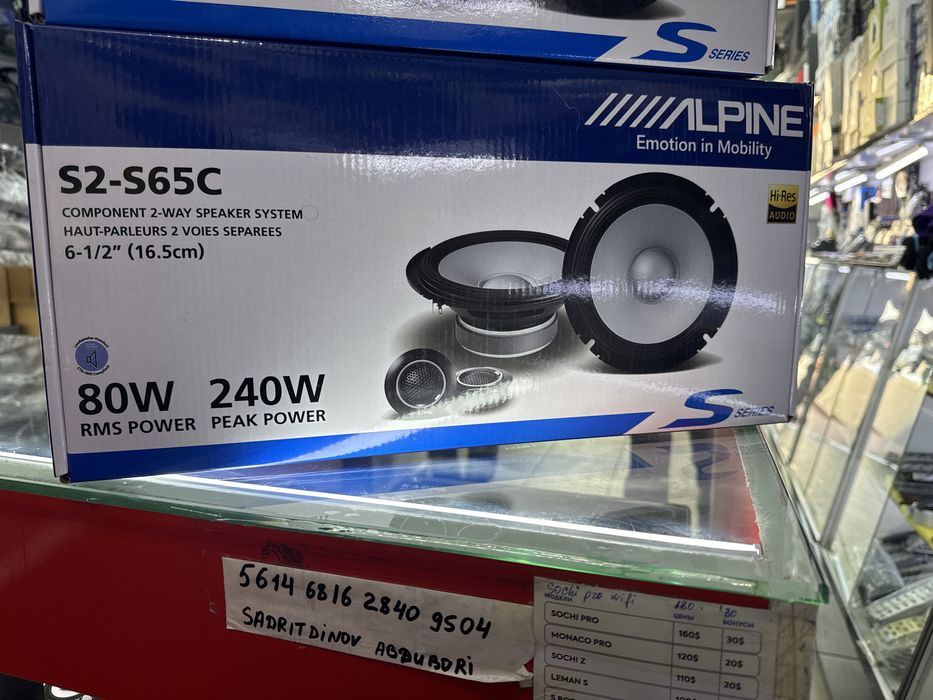 S SERIES
ALPINE
Emotion in Mobility
S2-S65C
COMPONENT 2-WAY SPEAKER SYSTEM
HAUT-PARLEURS 2 VOIES SEPAREES
6-1/2” (16.5cm)
Hi-Res
AUDIO
80W 240W
RMS POWER PEAK POWER
S SERIES
5614 6816 2840 9504
SADRITDINOV ABDUBORI
Sochi pro wifi 180
МОДЕЛИ ЦЕНЫ БОНУСЫ
SOCHI PRO 160$ 30$
MONACO PRO 120$ 20$
SOCHI Z 110$ 20$
LEMAN S